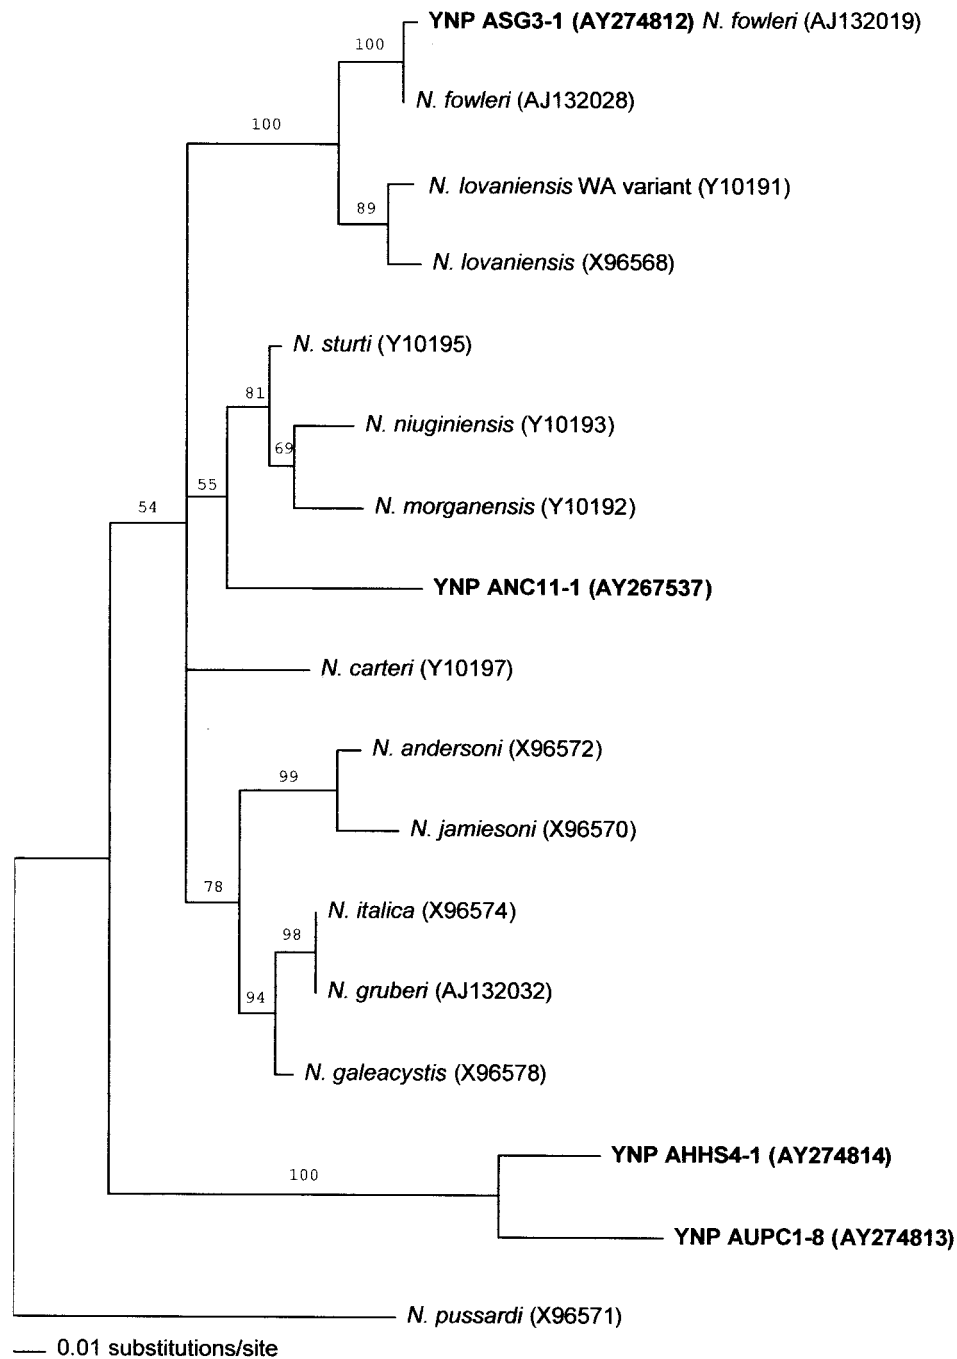 YNP ASG3-1 (AY274812) N. fowleri (AJ132019)
100
N. fowleri (AJ132028)
100
N. lovaniensis WA variant (Y10191)
89
N. lovaniensis (X96568)
N. sturti (Y10195)
81
N. niuginiensis (Y10193)
69
55
54
N. morganensis (Y10192)
YNP ANC11-1 (AY267537)
N. carteri (Y10197)
N. andersoni (X96572)
99
N. jamiesoni (X96570)
78
N. italica (X96574)
98
N. gruberi (AJ132032)
94
N. galeacystis (X96578)
YNP AHHS4-1 (AY274814)
100
YNP AUPC1-8 (AY274813)
N. pussardi (X96571)
0.01 substitutions/site